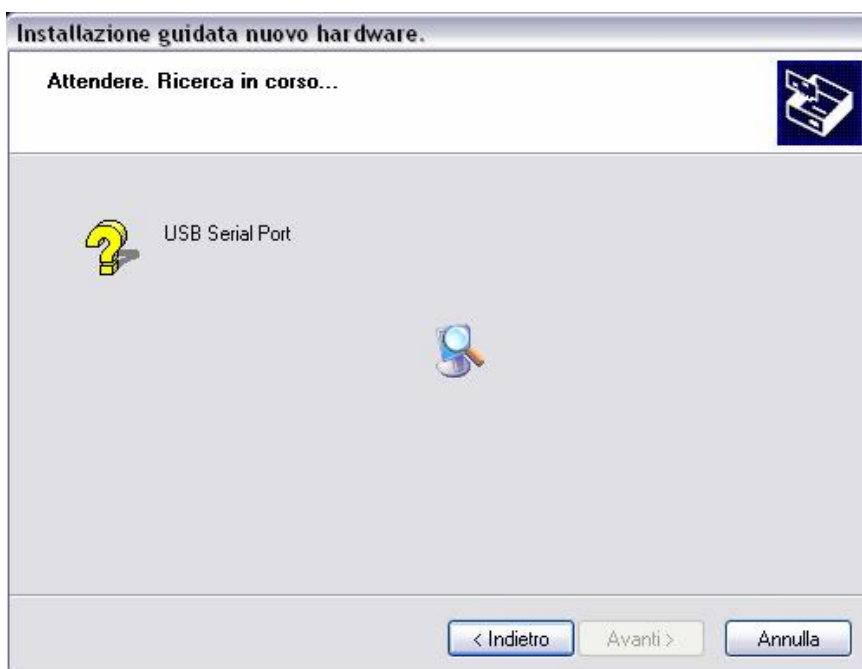 Installazione guidata nuovo hardware.
Attendere. Ricerca in corso...
USB Serial Port
< Indietro
Avanti >
Annulla